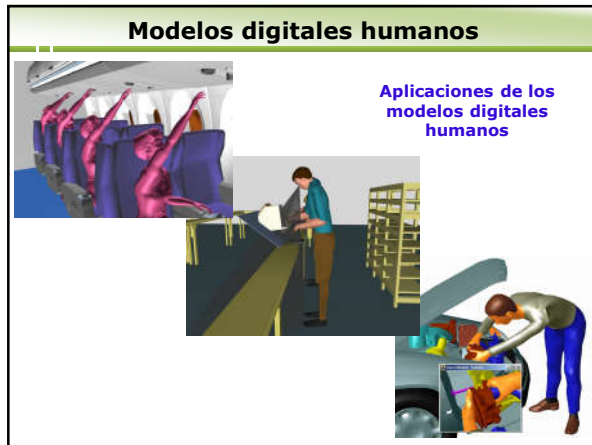 Modelos digitales humanos
Aplicaciones de los
modelos digitales
humanos